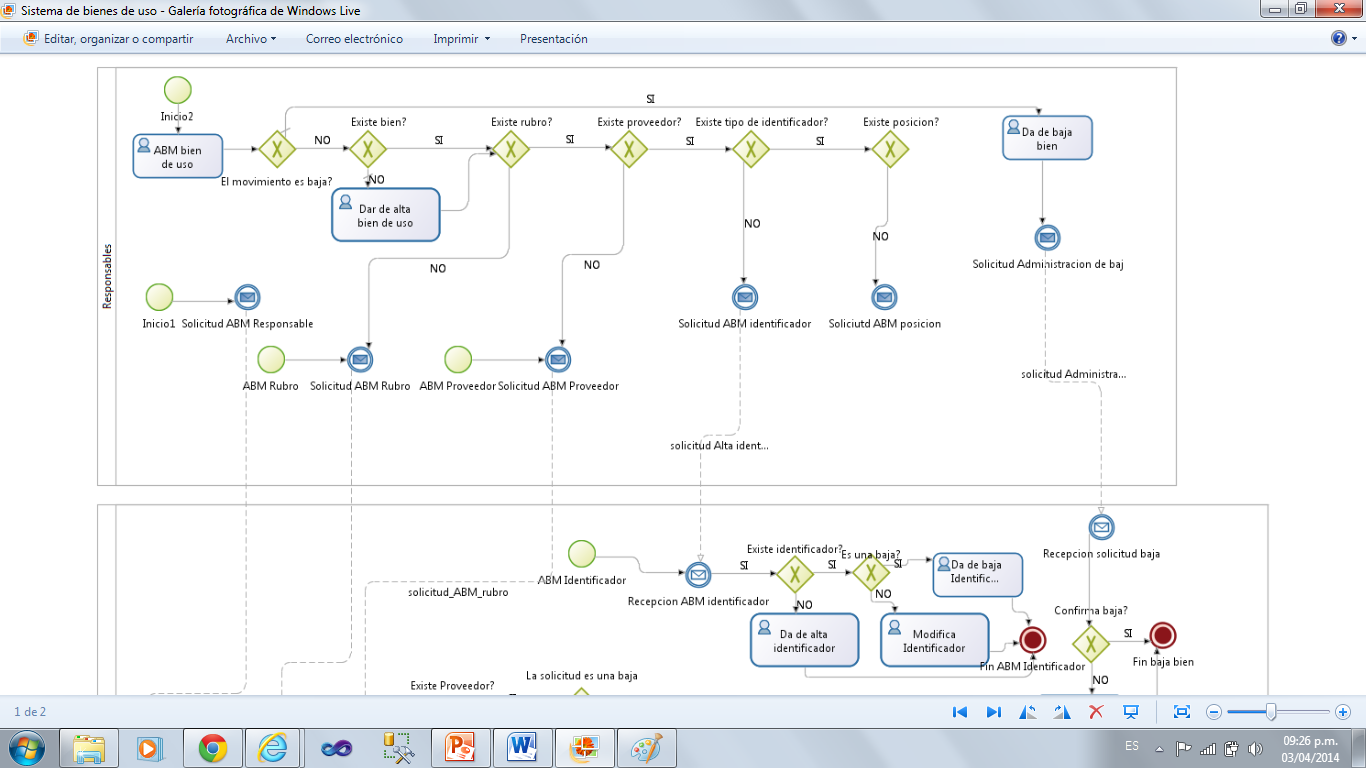 Sistema de bienes de uso - Galería fotográfica de Windows Live
Editar, organizar o compartir
Archivo
Correo electrónico
Imprimir
Presentación
Responsables
Inicio2
ABM bien
de uso
El movimiento es baja?
SI
NO
Existe bien?
SI
NO
Dar de alta
bien de uso
Existe rubro?
SI
NO
Existe proveedor?
SI
NO
Existe tipo de identificador?
SI
NO
Existe posicion?
NO
Da de baja
bien
Solicitud Administracion de baj
Inicio1
Solicitud ABM Responsable
ABM Rubro
Solicitud ABM Rubro
ABM Proveedor
Solicitud ABM Proveedor
Solicitud ABM identificador
Soliciutd ABM posicion
solicitud Administra...
solicitud Alta ident...
ABM Identificador
Recepcion ABM identificador
SI
Existe identificador?
SI
NO
Es una baja?
SI
NO
Da de baja
Identific...
Da de alta
identificador
Modifica
Identificador
Fin ABM Identificador
Recepcion solicitud baja
Confirma baja?
SI
NO
Fin baja bien
solicitud_ABM_rubro
Existe Proveedor?
La solicitud es una baja
1 de 2
ES
09:26 p.m.
03/04/2014